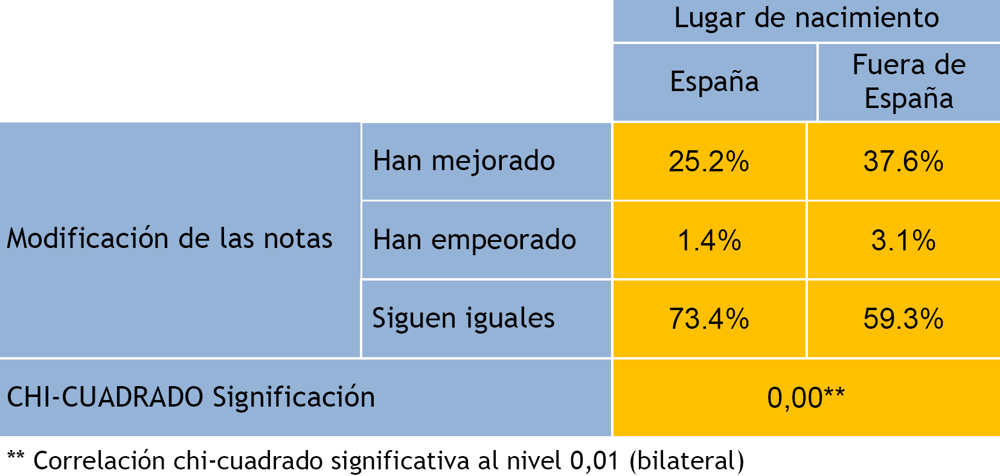 Lugar de nacimiento
España
Fuera de
España
Modificación de las notas
Han mejorado
25.2%
37.6%
Han empeorado
1.4%
3.1%
Siguen iguales
73.4%
59.3%
CHI-CUADRADO Significación
0,00**
** Correlación chi-cuadrado significativa al nivel 0,01 (bilateral)